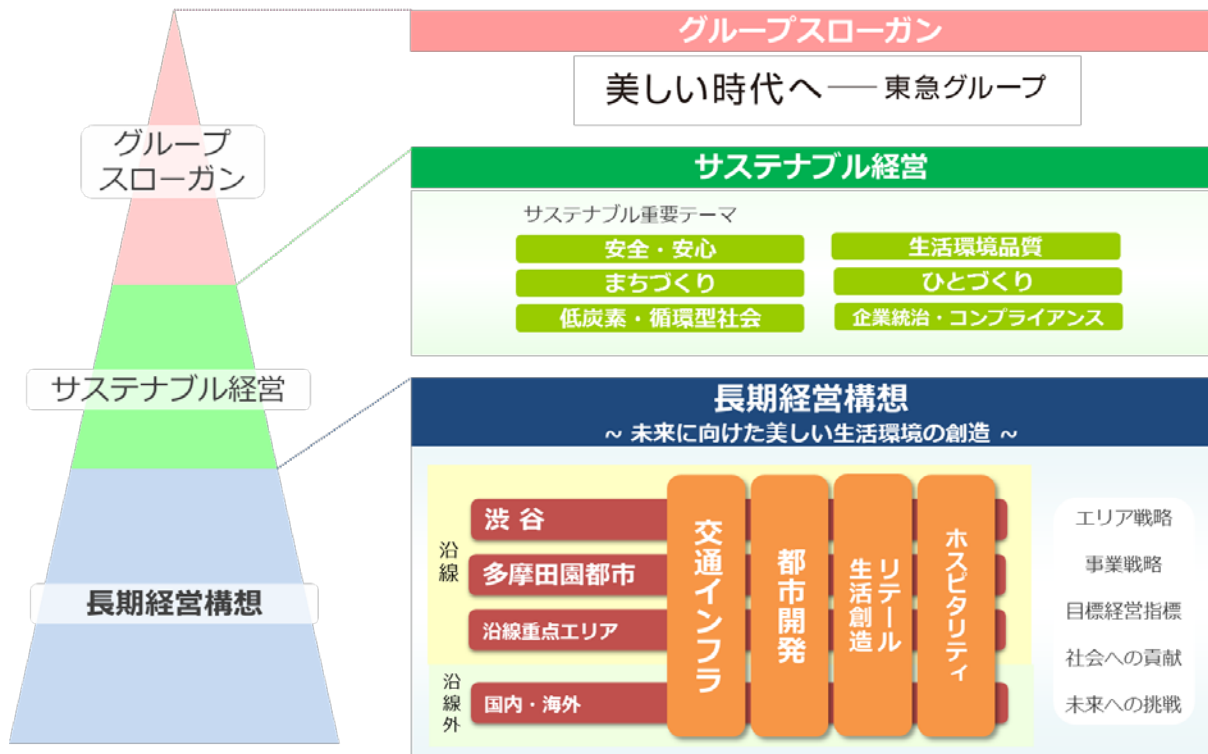 グループ
スローガン
サステナブル経営
長期経営構想
グループスローガン
美しい時代へ――東急グループ
サステナブル経営
サステナブル重要テーマ
安全・安心
生活環境品質
まちづくり
ひとづくり
低炭素・循環型社会
企業統治・コンプライアンス
長期経営構想
~ 未来に向けた美しい生活環境の創造 ~
沿線
渋谷
多摩田園都市
沿線重点エリア
沿線外
国内・海外
交通インフラ
都市開発
リテール
生活創造
ホスピタリティ
エリア戦略
事業戦略
目標経営指標
社会への貢献
未来への挑戦